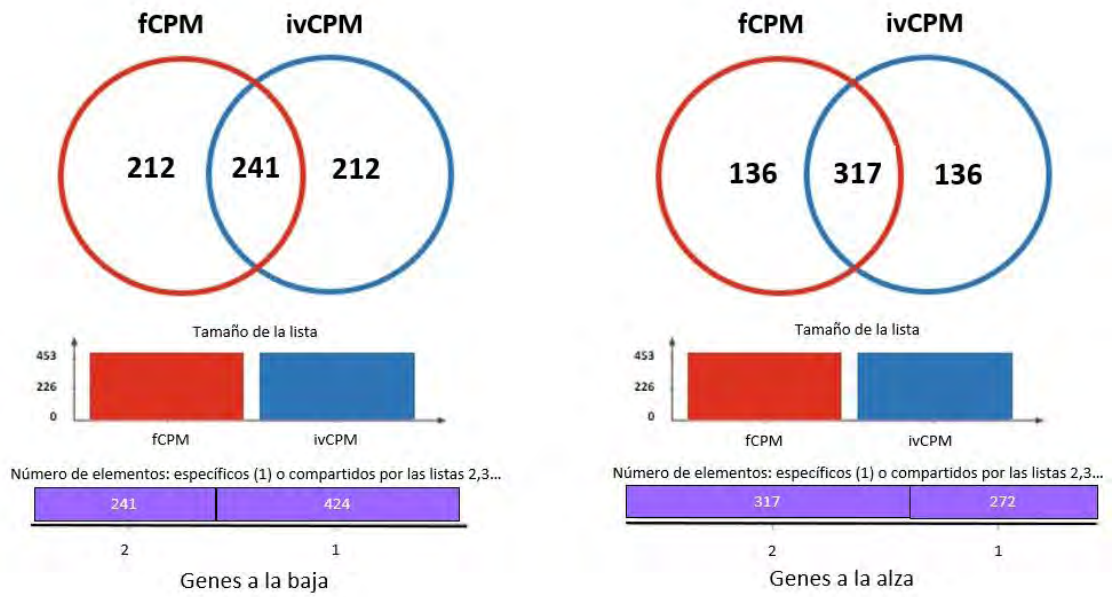 fCPM ivCPM
212 241 212
Tamaño de la lista
453
226
0
fCPM ivCPM
Número de elementos: específicos (1) o compartidos por las listas 2,3...
241 424
2 1
Genes a la baja
fCPM ivCPM
136 317 136
Tamaño de la lista
453
226
0
fCPM ivCPM
Número de elementos: específicos (1) o compartidos por las listas 2,3...
317 272
2 1
Genes a la alza